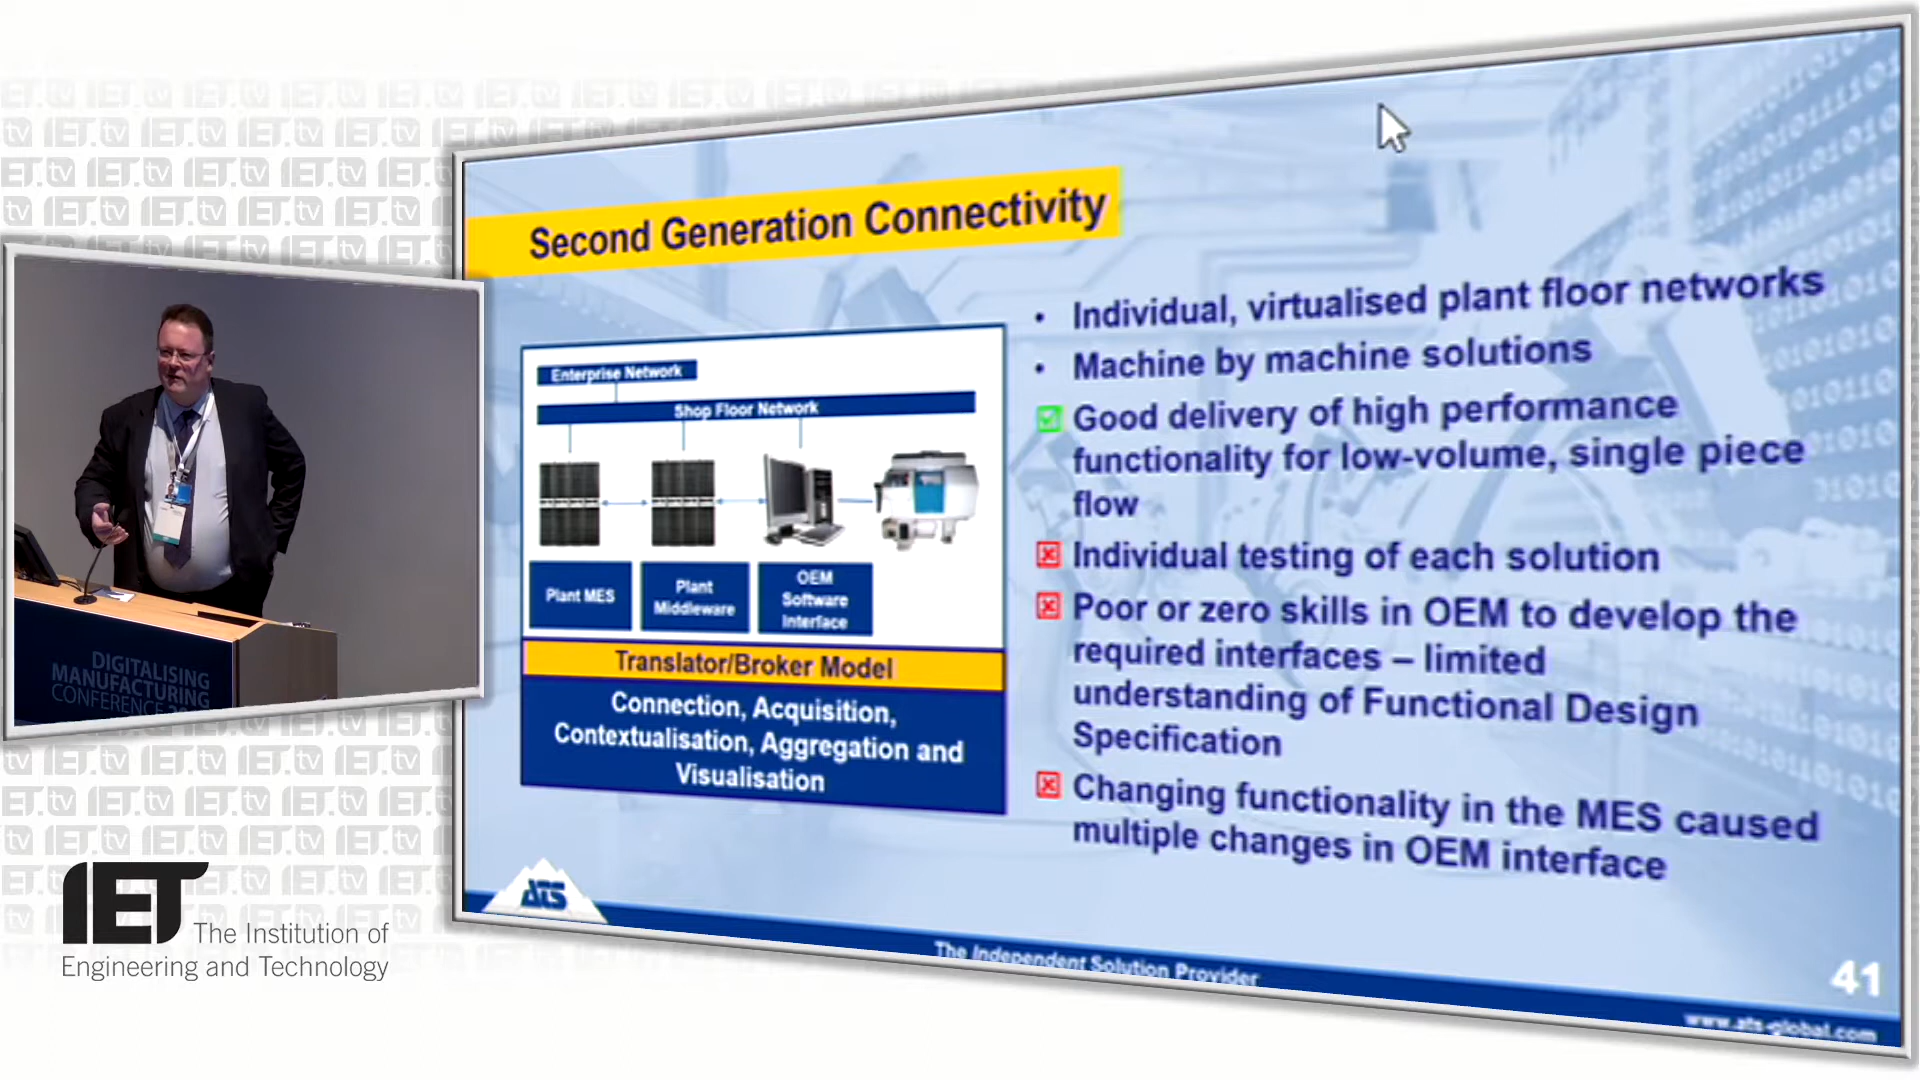 Second Generation Connectivity
Enterprise Network
Shop Floor Network
Plant MES
Plant
Middleware
OEM
Software
Interface
Translator/Broker Model
Connection, Acquisition,
Contextualisation, Aggregation and
Visualisation
• Individual, virtualised plant floor networks
• Machine by machine solutions
Good delivery of high performance
functionality for low-volume, single piece
flow
Individual testing of each solution
Poor or zero skills in OEM to develop the
required interfaces – limited
understanding of Functional Design
Specification
Changing functionality in the MES caused
multiple changes in OEM interface
ATS
The Independent Solution Provider
41
www.ats-global.com
DIGITALISING
MANUFACTURING
CONFERENCE
IET
The Institution of
Engineering and Technology
IET.tv